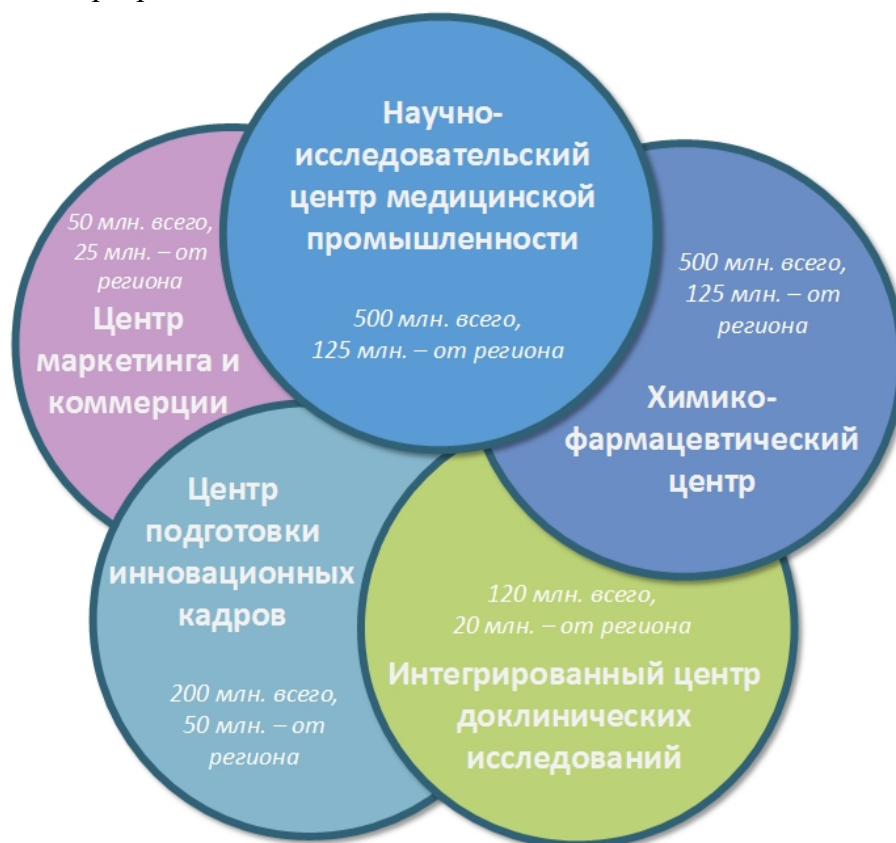 Научно-
исследовательский
центр медицинской
промышленности
500 млн. всего,
125 млн. – от региона
50 млн. всего,
25 млн. – от
региона
Центр
маркетинга и
коммерции
500 млн. всего,
125 млн. – от
региона
Химико-
фармацевтический
центр
Центр
подготовки
инновационных
кадров
200 млн. всего,
50 млн. – от
региона
120 млн. всего,
20 млн. – от региона
Интегрированный центр
доклинических
исследований